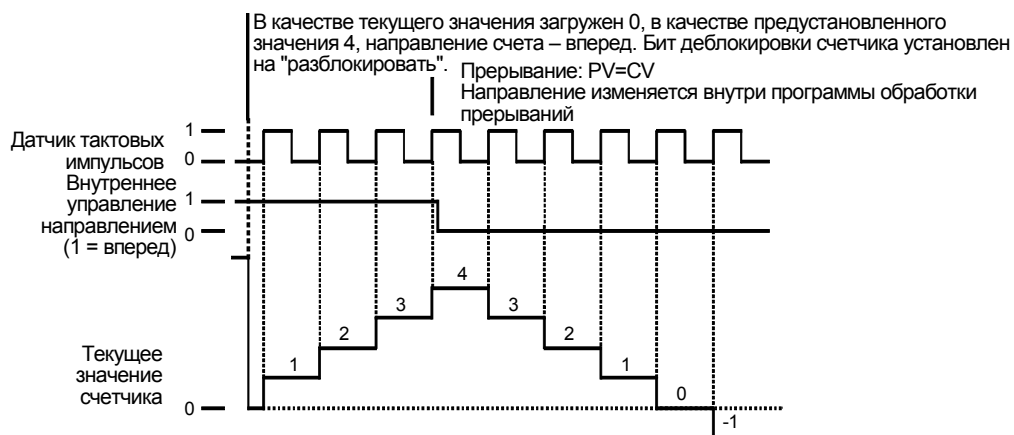 В качестве текущего значения загружен 0, в качестве предустановленного
значения 4, направление счета – вперед. Бит деблокировки счетчика установлен
на "разблокировать".
Прерывание: PV=CV
Направление изменяется внутри программы обработки
прерываний
Датчик тактовых
импульсов
1
0
Внутреннее
управление
направлением
(1 = вперед)
1
0
4
3
3
2
2
1
1
0
-1
Текущее
значение
счетчика
0